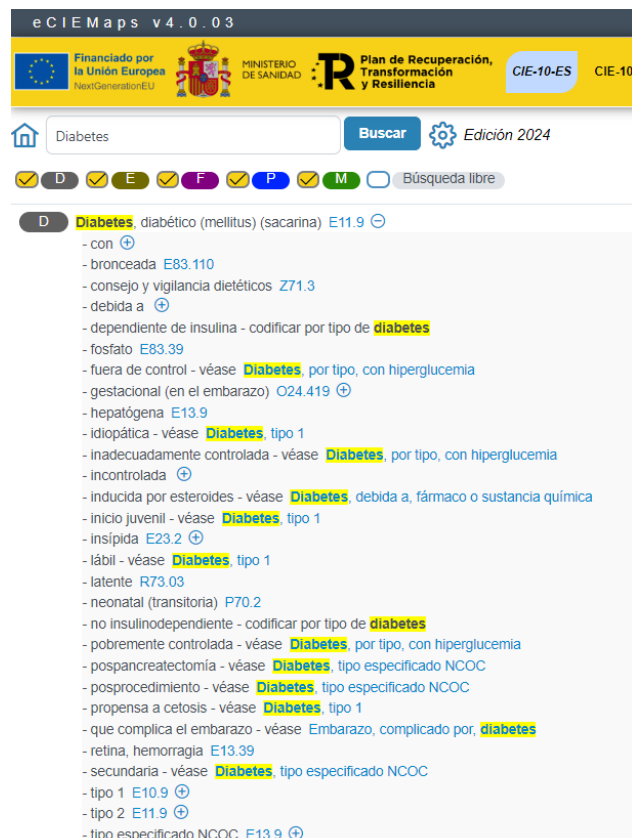 eCIEMaps v4.0.03
Financiado por
la Unión Europea
NextGenerationEU
MINISTERIO
DE SANIDAD
R
Plan de Recuperación,
Transformación
y Resiliencia
CIE-10-ES
CIE-10
Diabetes
Buscar
Edición 2024
D E F P M Búsqueda libre
D Diabetes, diabético (mellitus) (sacarina) E11.9
- con
- bronceada E83.110
- consejo y vigilancia dietéticos Z71.3
- debida a
- dependiente de insulina - codificar por tipo de diabetes
- fosfato E83.39
- fuera de control - véase Diabetes, por tipo, con hiperglucemia
- gestacional (en el embarazo) O24.419
- hepatógena E13.9
- idiopática - véase Diabetes, tipo 1
- inadecuadamente controlada - véase Diabetes, por tipo, con hiperglucemia
- incontrolada
- inducida por esteroides - véase Diabetes, debida a, fármaco o sustancia química
- inicio juvenil - véase Diabetes, tipo 1
- insípida E23.2
- lábil - véase Diabetes, tipo 1
- latente R73.03
- neonatal (transitoria) P70.2
- no insulinodependiente - codificar por tipo de diabetes
- pobremente controlada - véase Diabetes, por tipo, con hiperglucemia
- pospancreatectomía - véase Diabetes, tipo especificado NCOC
- posprocedimiento - véase Diabetes, tipo especificado NCOC
- propensa a cetosis - véase Diabetes, tipo 1
- que complica el embarazo - véase Embarazo, complicado por, diabetes
- retina, hemorragia E13.39
- secundaria - véase Diabetes, tipo especificado NCOC
- tipo 1 E10.9
- tipo 2 E11.9
- tipo especificado NCOC E13.9